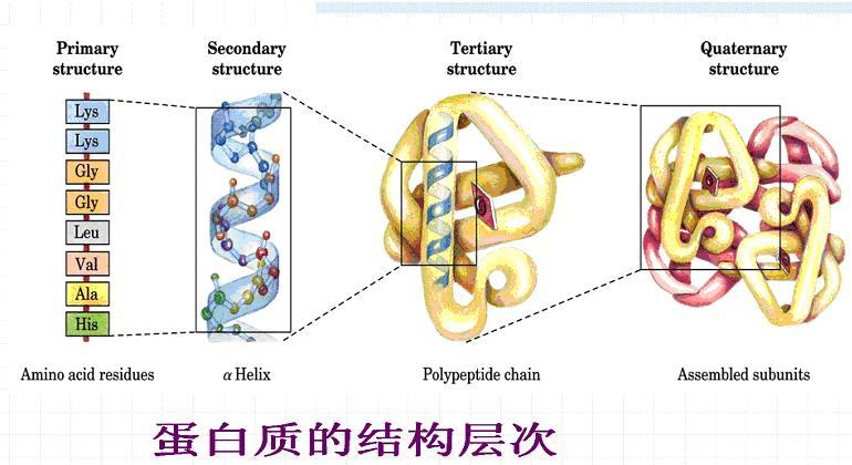 Primary
structure
Secondary
structure
Tertiary
structure
Quaternary
structure
Lys
Lys
Gly
Gly
Leu
Val
Ala
His
Amino acid residues
α Helix
Polypeptide chain
Assembled subunits
蛋白质的结构层次